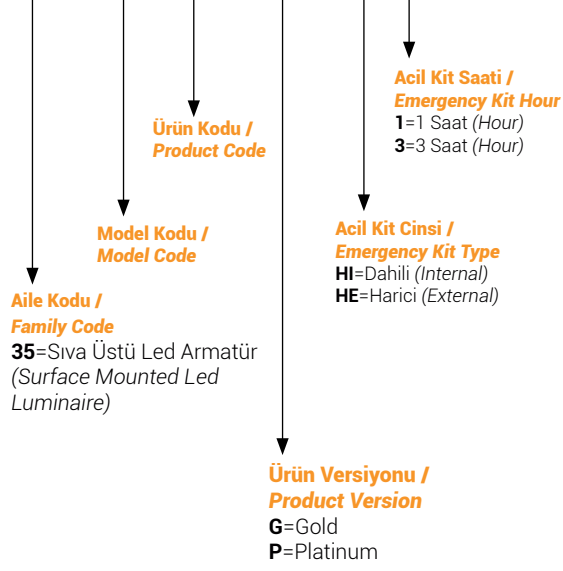 Acil Kit Saati /
Emergency Kit Hour
1=1 Saat (Hour)
3=3 Saat (Hour)
Ürün Kodu /
Product Code
Model Kodu /
Model Code
Acil Kit Cinsi /
Emergency Kit Type
HI=Dahili (Internal)
HE=Harici (External)
Aile Kodu /
Family Code
35=Sıva Üstü Led Armatür
(Surface Mounted Led
Luminaire)
Ürün Versiyonu /
Product Version
G=Gold
P=Platinum